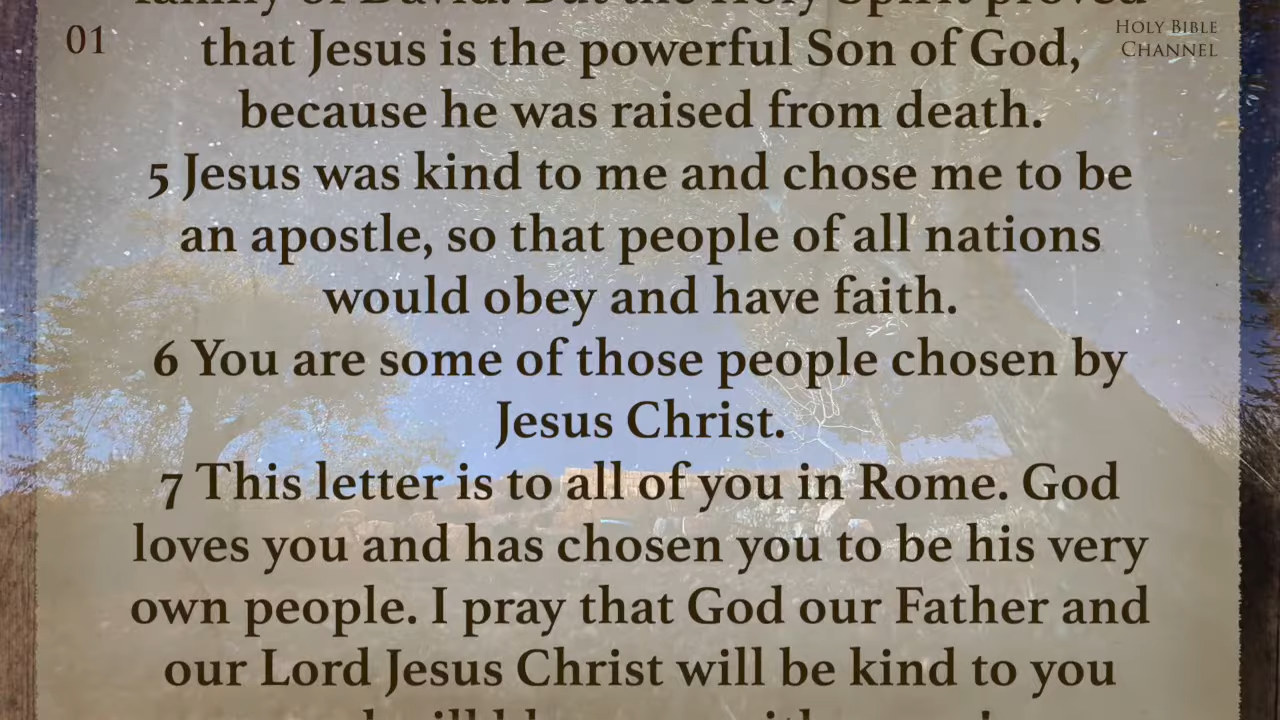 family of David. But the Holy Spirit proved
01
HOLY BIBLE
CHANNEL
that Jesus is the powerful Son of God,
because he was raised from death.
5 Jesus was kind to me and chose me to be
an apostle, so that people of all nations
would obey and have faith.
6 You are some of those people chosen by
Jesus Christ.
7 This letter is to all of you in Rome. God
loves you and has chosen you to be his very
own people. I pray that God our Father and
our Lord Jesus Christ will be kind to you